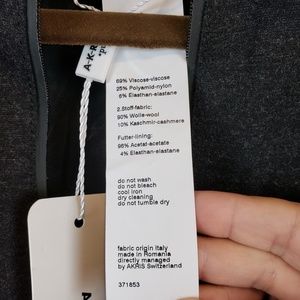 A-K-R
69% Viscose-viscose
25% Polyamid-nylon
6% Elasthan-elastane
2.Stoff-fabric:
90% Wolle-wool
10% Kaschmir-cashmere
Futter-lining:
96% Acetat-acetate
4% Elasthan-elastane
do not wash
do not bleach
cool iron
dry cleaning
do not tumble dry
fabric origin italy
made in Romania
directly managed
by AKRIS Switzerland
371853
A-K